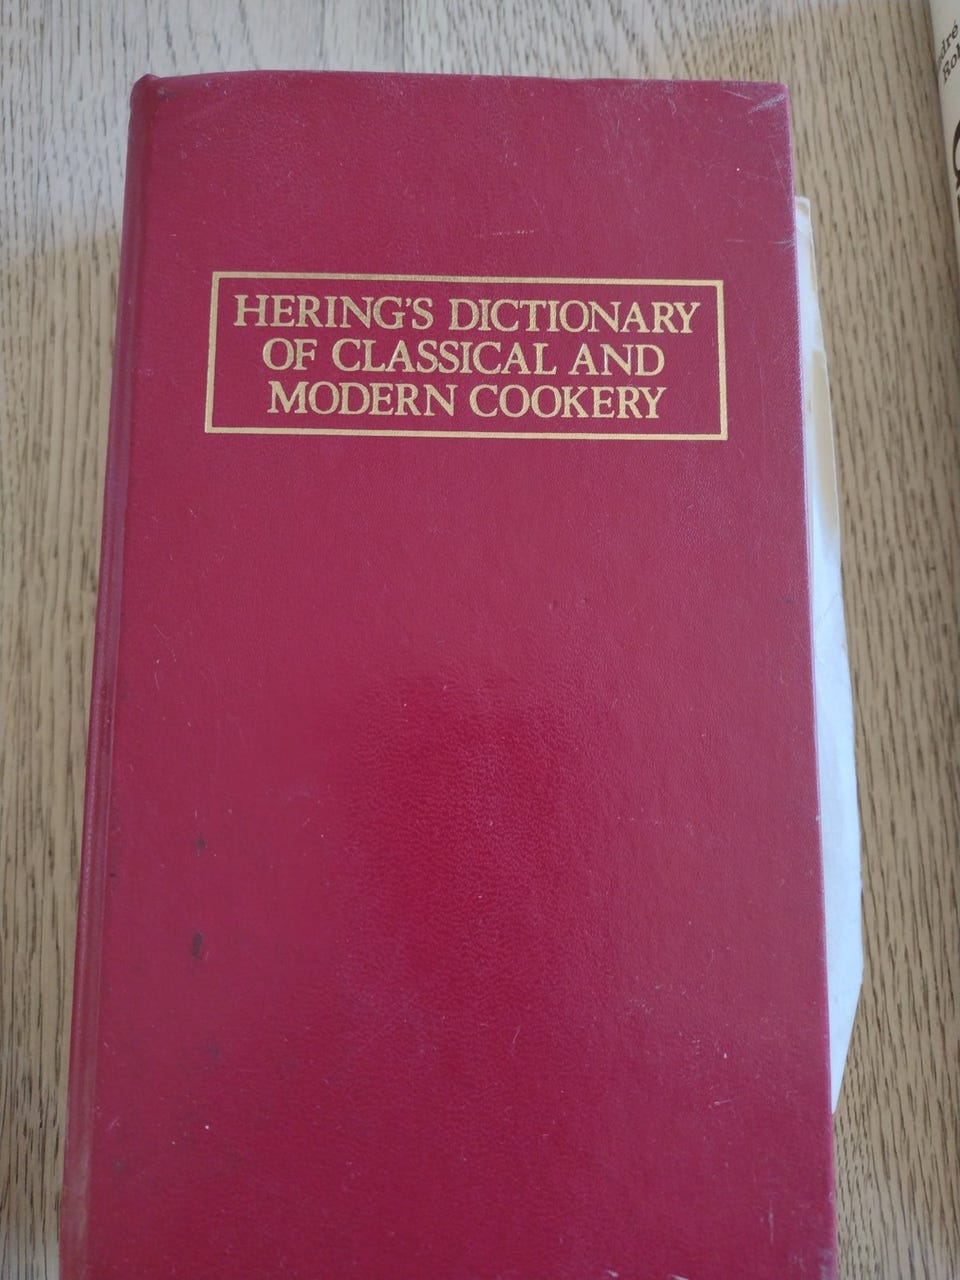 HERING'S DICTIONARY
OF CLASSICAL AND
MODERN COOKERY